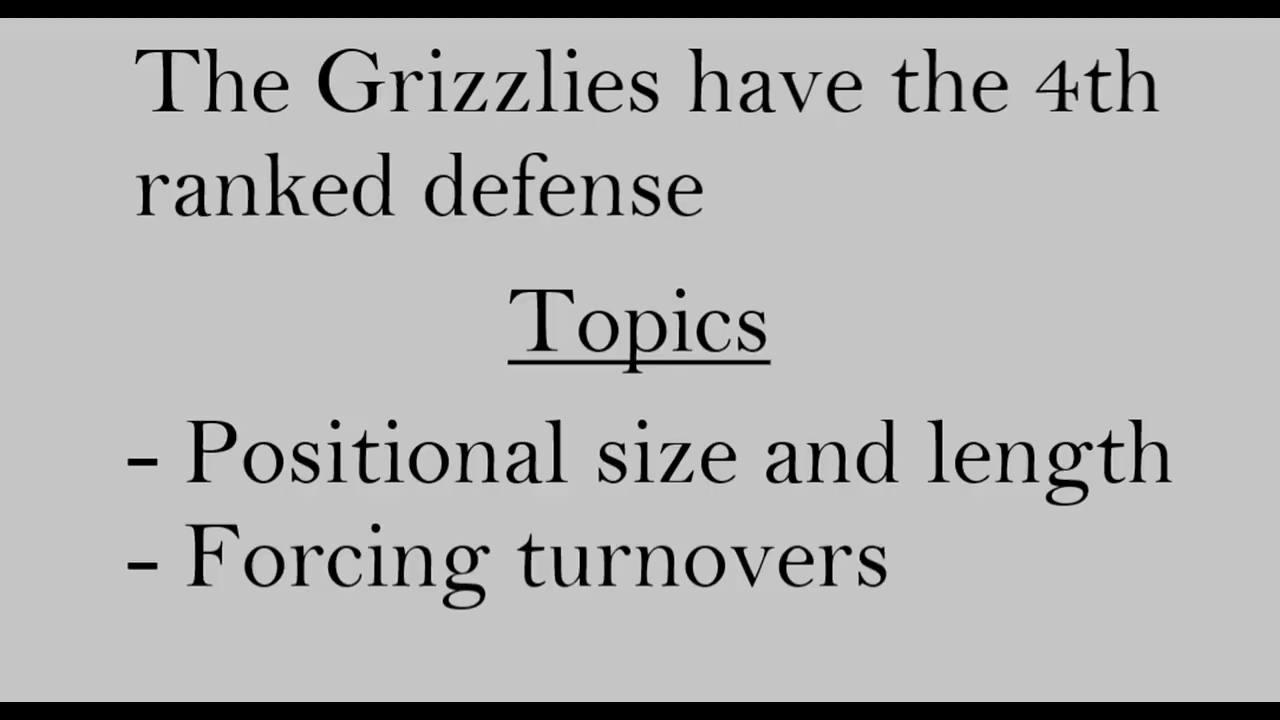 The Grizzlies have the 4th
ranked defense
Topics
- Positional size and length
- Forcing turnovers